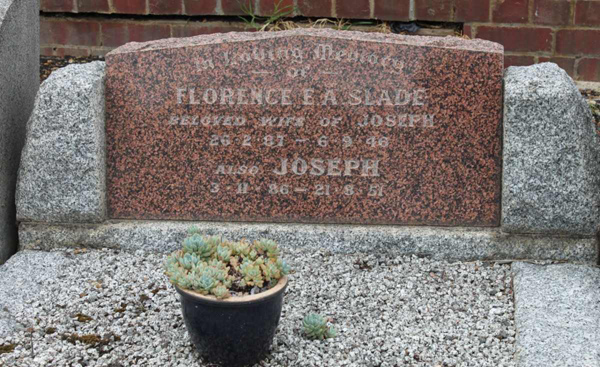 In Loving Memory
— OF —
FLORENCE E A SLADE
BELOVED WIFE OF JOSEPH
26·2·87 – 6·9·46
ALSO JOSEPH
3·11·86 – 21·8·51